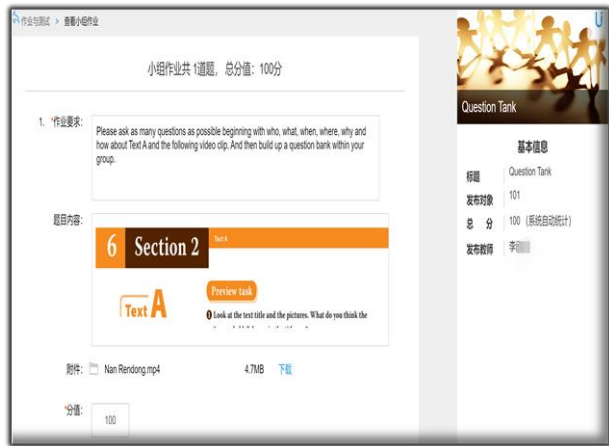 作业与测试 > 查看小组作业
小组作业共 1道题，总分值：100分
1. *作业要求：
Please ask as many questions as possible beginning with who, what, when, where, why and
how about Text A and the following video clip. And then build up a question bank within your
group.
题目内容：
6 Section 2 Text A
Text A
Preview task
❶ Look at the text title and the pictures. What do you think the
附件： Nan Rendong.mp4 4.7MB 下载
*分值：
100
Question Tank
基本信息
标题 Question Tank
发布对象 101
总 分 100（系统自动统计）
发布教师 李